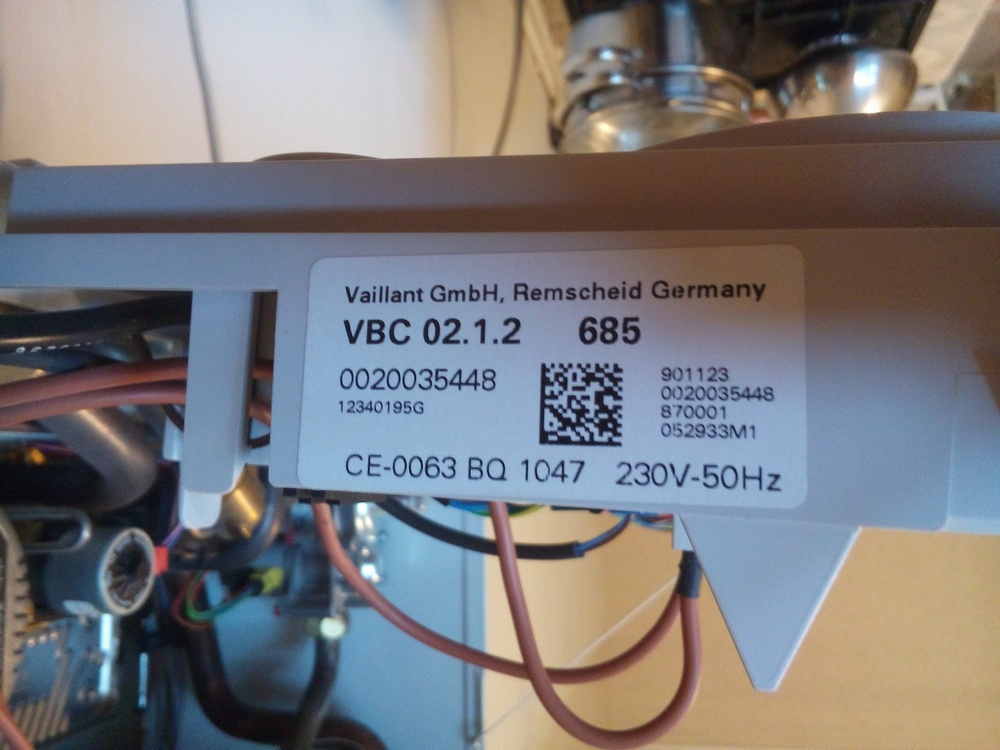 Vaillant GmbH, Remscheid Germany
VBC 02.1.2 685
0020035448
12340195G
901123
0020035448
870001
052933M1
CE-0063 BQ 1047 230V-50Hz